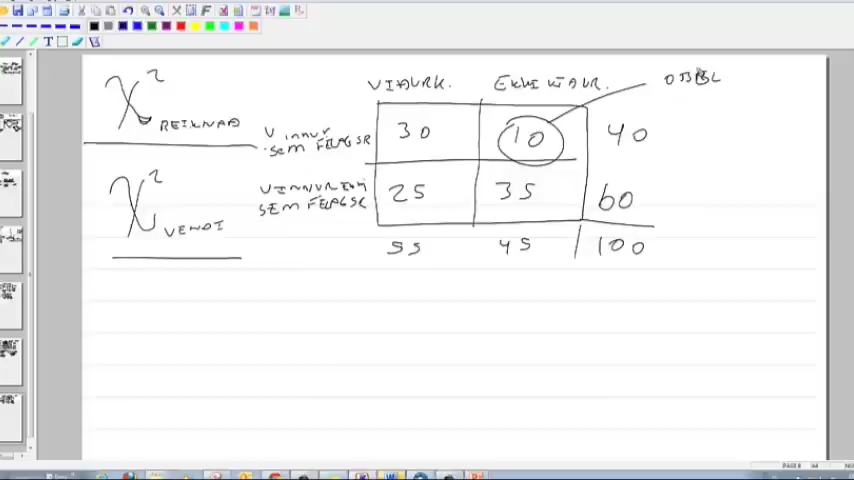 χ² REIKNAÐ
VIÐURK. EKKI VIÐUR.
VINNUR SEM FÉLAGSR 30 10 40
VINNUR EKKI SEM FÉLAGSR 25 35 60
55 45 100
χ² VENDI